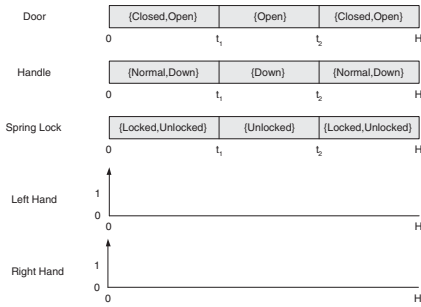 Door {Closed,Open} {Open} {Closed,Open}
0 t1 t2 H
Handle {Normal,Down} {Down} {Normal,Down}
0 t1 t2 H
Spring Lock {Locked,Unlocked} {Unlocked} {Locked,Unlocked}
0 t1 t2 H
1
Left Hand
0
0 H
1
Right Hand
0
0 H